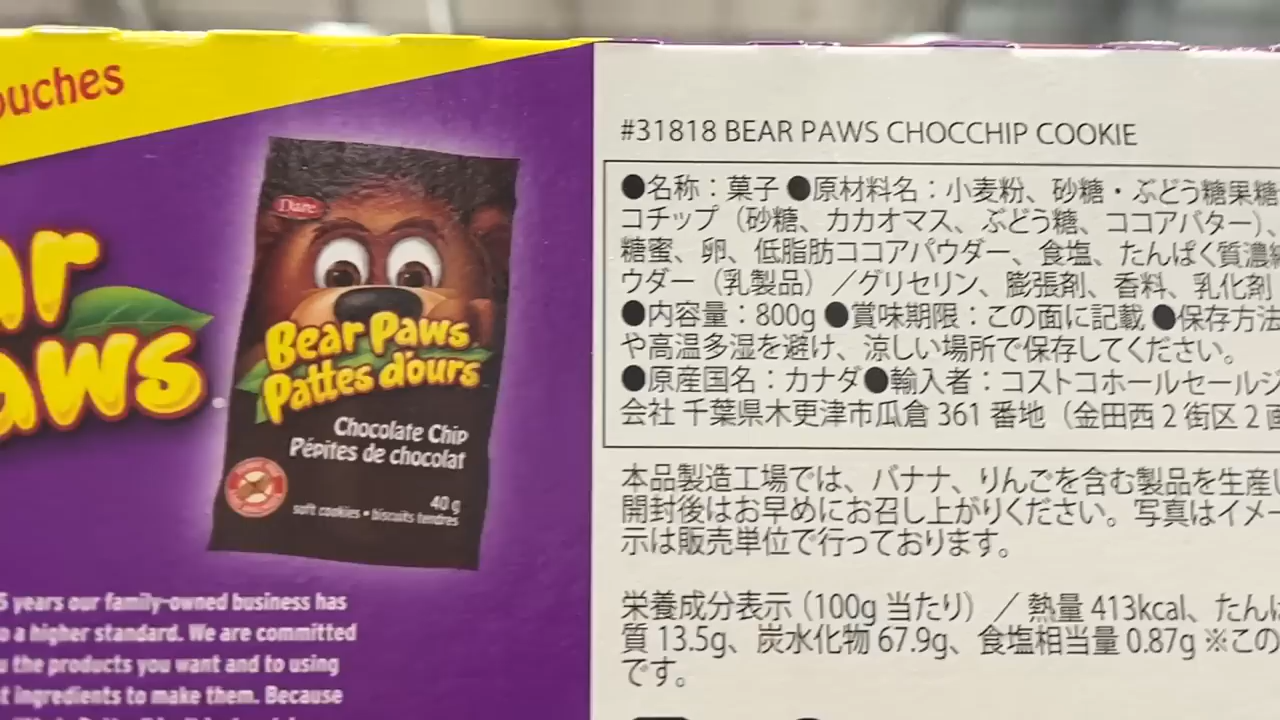 ouches
ar
aws
Dare
Bear Paws
Pattes d'ours
Chocolate Chip
Pépites de chocolat
40 g
soft cookies • biscuits tendres
5 years our family-owned business has
o a higher standard. We are committed
u the products you want and to using
t ingredients to make them. Because
#31818 BEAR PAWS CHOCCHIP COOKIE
●名称：菓子 ●原材料名：小麦粉、砂糖・ぶどう糖果糖
コチップ（砂糖、カカオマス、ぶどう糖、ココアバター）、
糖蜜、卵、低脂肪ココアパウダー、食塩、たんぱく質濃縮
ウダー（乳製品）／グリセリン、膨張剤、香料、乳化剤
●内容量：800g ●賞味期限：この面に記載 ●保存方法
や高温多湿を避け、涼しい場所で保存してください。
●原産国名：カナダ●輸入者：コストコホールセールジ
会社 千葉県木更津市瓜倉 361 番地（金田西 2 街区 2 画
本品製造工場では、バナナ、りんごを含む製品を生産し
開封後はお早めにお召し上がりください。写真はイメー
示は販売単位で行っております。
栄養成分表示（100g 当たり）／ 熱量 413kcal、たんぱ
質 13.5g、炭水化物 67.9g、食塩相当量 0.87g ※この
です。